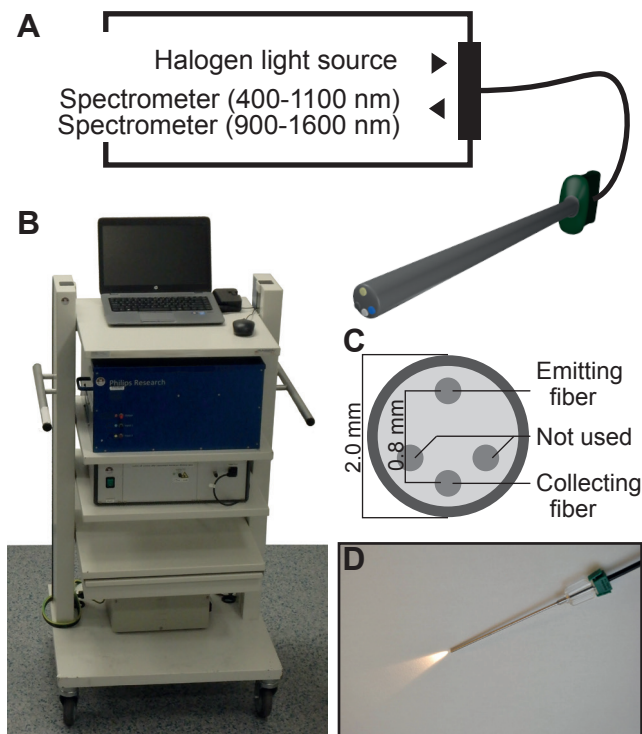 A
Halogen light source
Spectrometer (400-1100 nm)
Spectrometer (900-1600 nm)
B
Philips Research
C
2.0 mm
0.8 mm
Emitting
fiber
Not used
Collecting
fiber
D